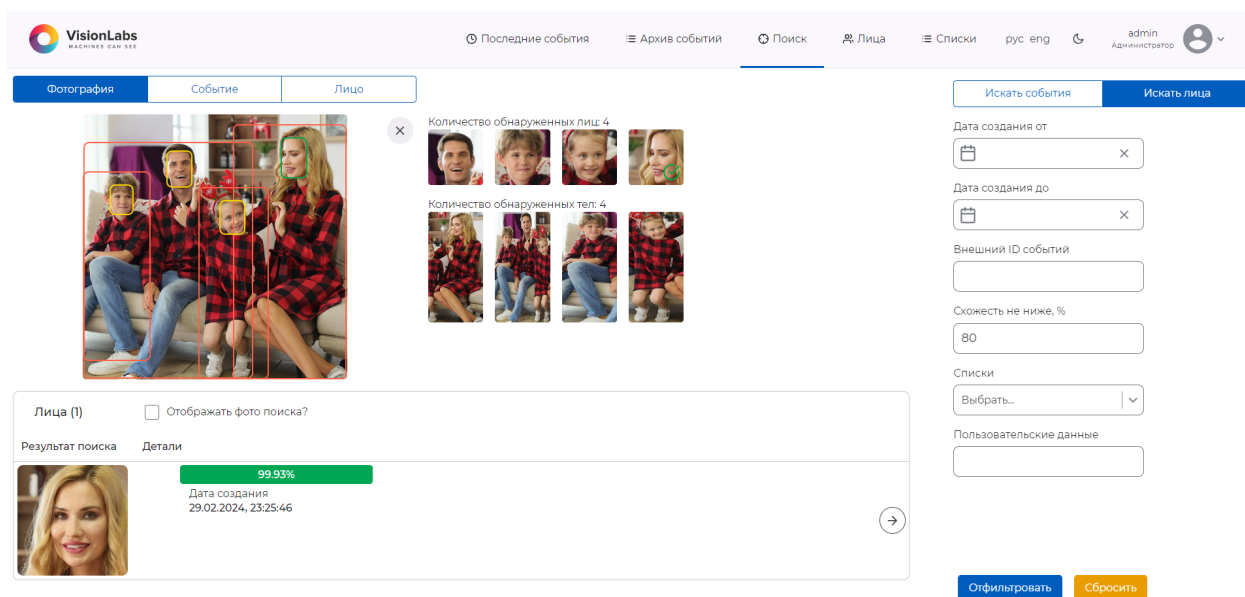 VisionLabs
MACHINES CAN SEE
Последние события
Архив событий
Поиск
Лица
Списки
рус eng
admin
Администратор
Фотография
Событие
Лицо
Искать события
Искать лица
Количество обнаруженных лиц: 4
Количество обнаруженных тел: 4
Дата создания от
Дата создания до
Внешний ID событий
Схожесть не ниже, %
80
Списки
Выбрать...
Пользовательские данные
Лица (1)
Отображать фото поиска?
Результат поиска
Детали
99.93%
Дата создания
29.02.2024, 23:25:46
Отфильтровать
Сбросить